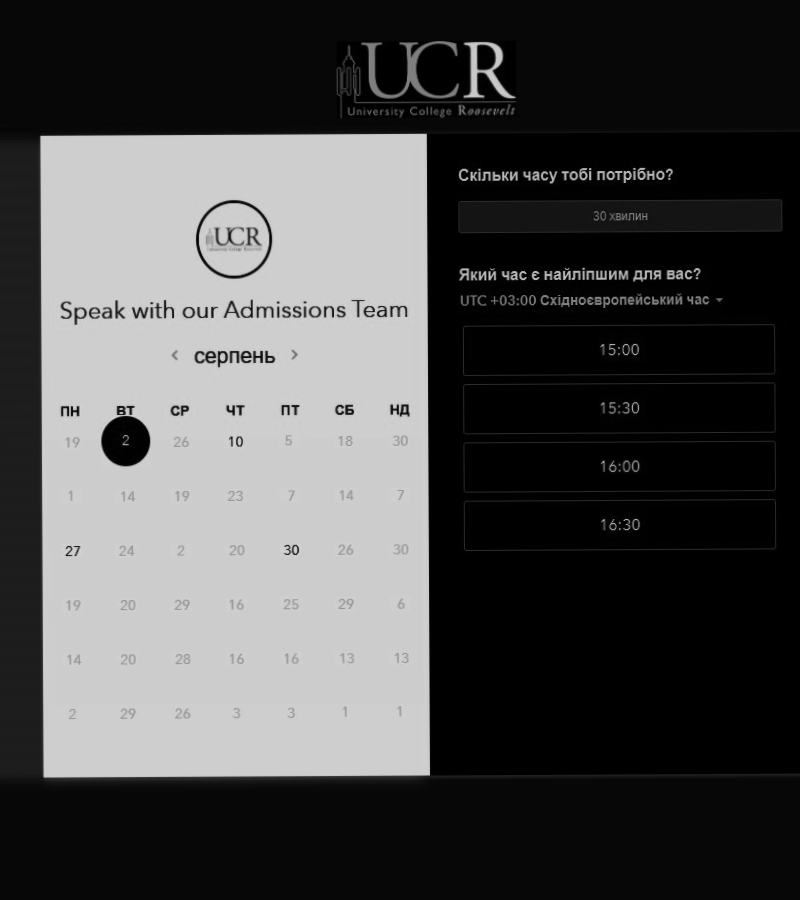 UCR
University College Roosevelt
UCR
University College Roosevelt
Speak with our Admissions Team
серпень
ПН ВТ СР ЧТ ПТ СБ НД
19 2 26 10 5 18 30
1 14 19 23 7 14 7
27 24 2 20 30 26 30
19 20 29 16 25 29 6
14 20 28 16 16 13 13
2 29 26 3 3 1 1
Скільки часу тобі потрібно?
30 хвилин
Який час є найліпшим для вас?
UTC +03:00 Східноєвропейський час
15:00
15:30
16:00
16:30